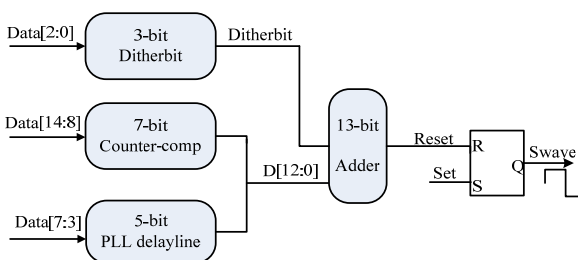 Data[2:0]
3-bit
Ditherbit
Ditherbit
Data[14:8]
7-bit
Counter-comp
D[12:0]
13-bit
Adder
Reset
R
Set
S
Q
Swave
Data[7:3]
5-bit
PLL delayline